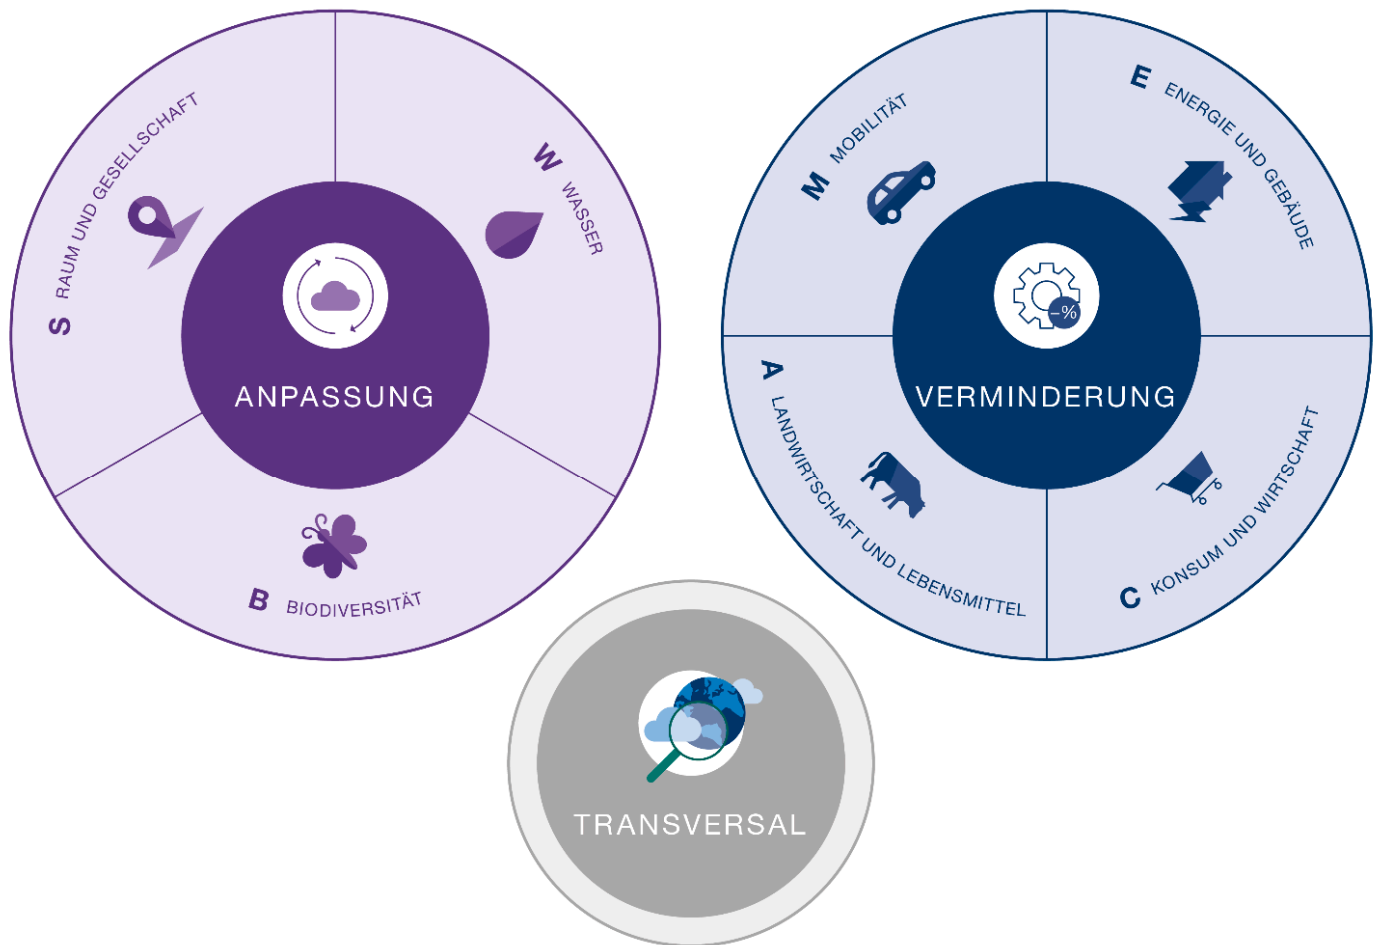 S RAUM UND GESELLSCHAFT
W WASSER
ANPASSUNG
B BIODIVERSITÄT
M MOBILITÄT
E ENERGIE UND GEBÄUDE
-%
VERMINDERUNG
A LANDWIRTSCHAFT UND LEBENSMITTEL
C KONSUM UND WIRTSCHAFT
TRANSVERSAL